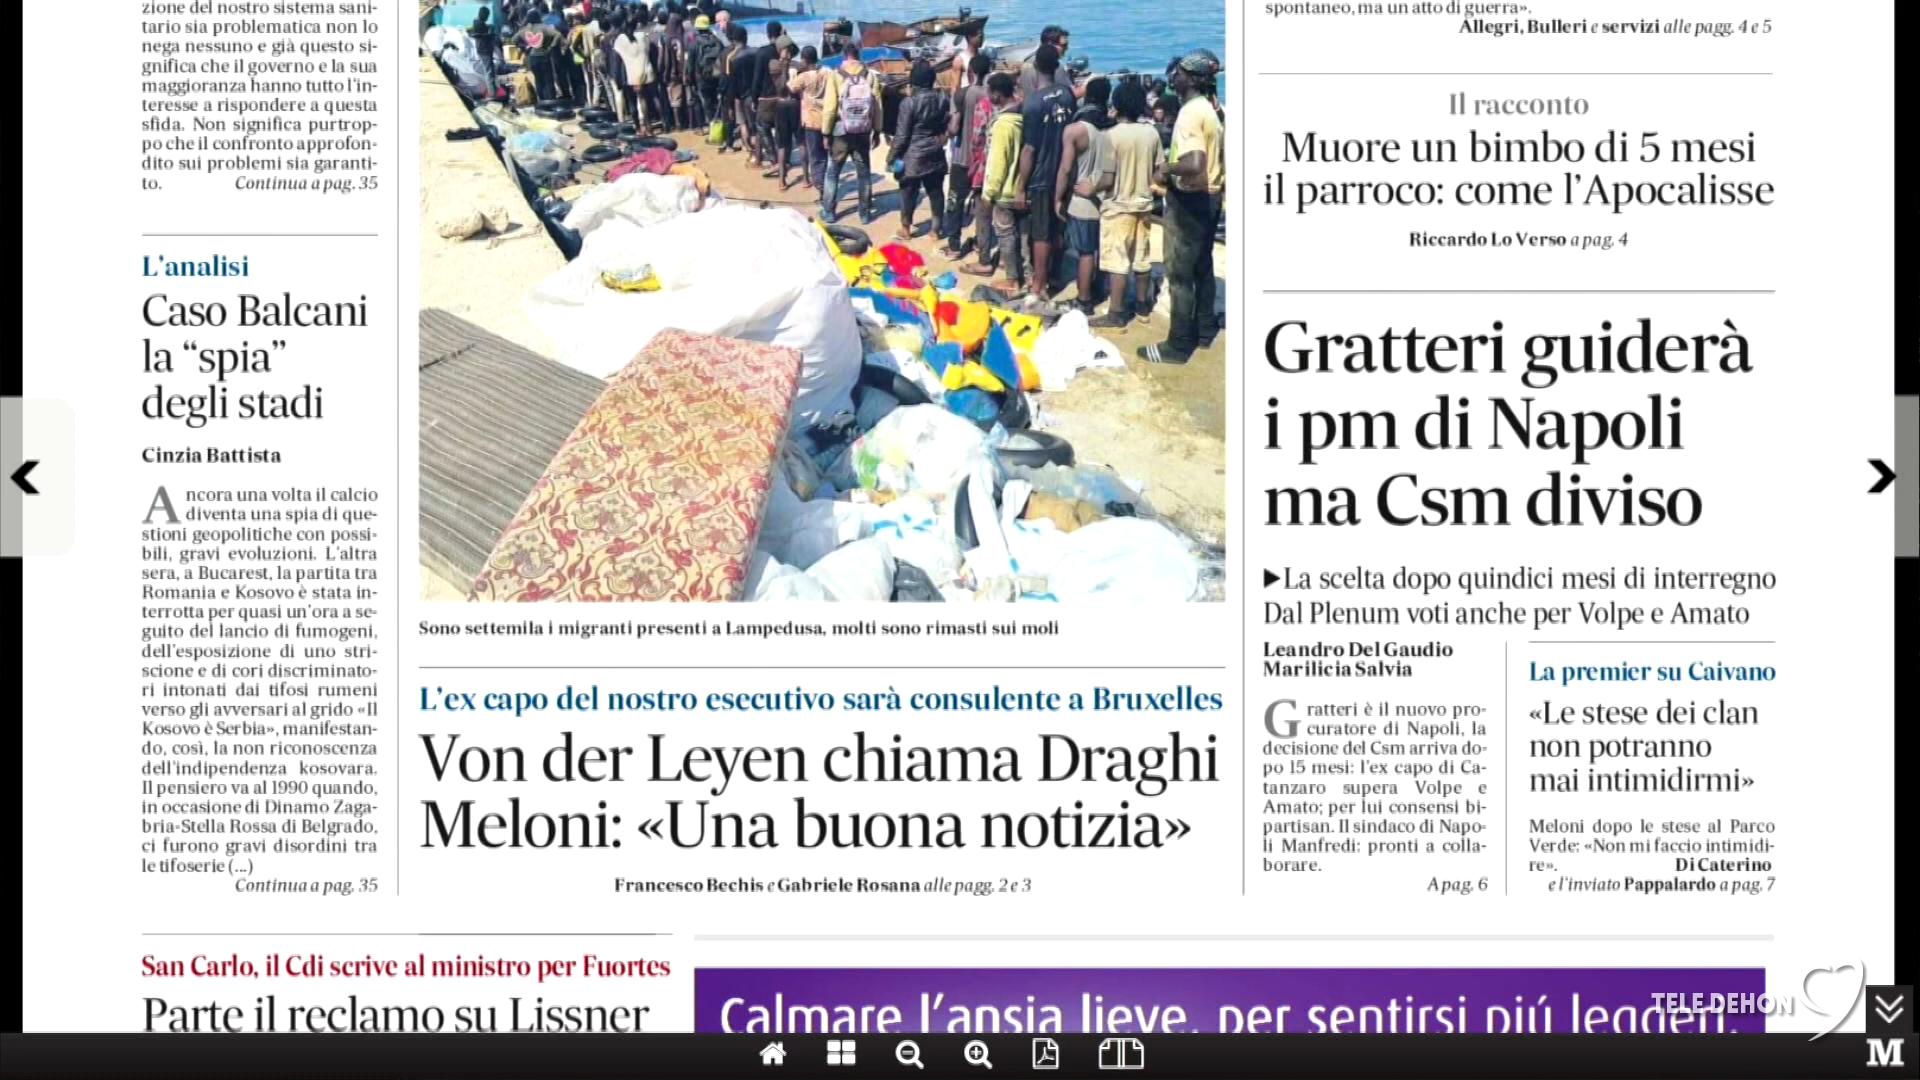 zione del nostro sistema sani-
tario sia problematica non lo
nega nessuno e già questo si-
gnifica che il governo e la sua
maggioranza hanno tutto l'in-
teresse a rispondere a questa
sfida. Non significa purtrop-
po che il confronto approfon-
dito sui problemi sia garanti-
to.
Continua a pag. 35
L'analisi
Caso Balcani
la “spia”
degli stadi
Cinzia Battista
Ancora una volta il calcio
diventa una spia di que-
stioni geopolitiche con possi-
bili, gravi evoluzioni. L'altra
sera, a Bucarest, la partita tra
Romania e Kosovo è stata in-
terrotta per quasi un'ora a se-
guito del lancio di fumogeni,
dell'esposizione di uno stri-
scione e di cori discriminato-
ri intonati dai tifosi rumeni
verso gli avversari al grido «Il
Kosovo è Serbia», manifestan-
do, così, la non riconoscenza
dell'indipendenza kosovara.
Il pensiero va al 1990 quando,
in occasione di Dinamo Zaga-
bria-Stella Rossa di Belgrado,
ci furono gravi disordini tra
le tifoserie (...)
Continua a pag. 35
Sono settemila i migranti presenti a Lampedusa, molti sono rimasti sui moli
L'ex capo del nostro esecutivo sarà consulente a Bruxelles
Von der Leyen chiama Draghi
Meloni: «Una buona notizia»
Francesco Bechis e Gabriele Rosana alle pagg. 2 e 3
spontaneo, ma un atto di guerra».
Allegri, Bulleri e servizi alle pagg. 4 e 5
Il racconto
Muore un bimbo di 5 mesi
il parroco: come l'Apocalisse
Riccardo Lo Verso a pag. 4
Gratteri guiderà
i pm di Napoli
ma Csm diviso
▶La scelta dopo quindici mesi di interregno
Dal Plenum voti anche per Volpe e Amato
Leandro Del Gaudio
Marilicia Salvia
Gratteri è il nuovo pro-
curatore di Napoli, la
decisione del Csm arriva do-
po 15 mesi: l'ex capo di Ca-
tanzaro supera Volpe e
Amato; per lui consensi bi-
partisan. Il sindaco di Napo-
li Manfredi: pronti a colla-
borare.
A pag. 6
La premier su Caivano
«Le stese dei clan
non potranno
mai intimidirmi»
Meloni dopo le stese al Parco
Verde: «Non mi faccio intimidi-
re».
Di Caterino
e l'inviato Pappalardo a pag. 7
San Carlo, il Cdi scrive al ministro per Fuortes
Parte il reclamo su Lissner
Calmare l'ansia lieve, per sentirsi piú leggeri.
TELE DEHON
M